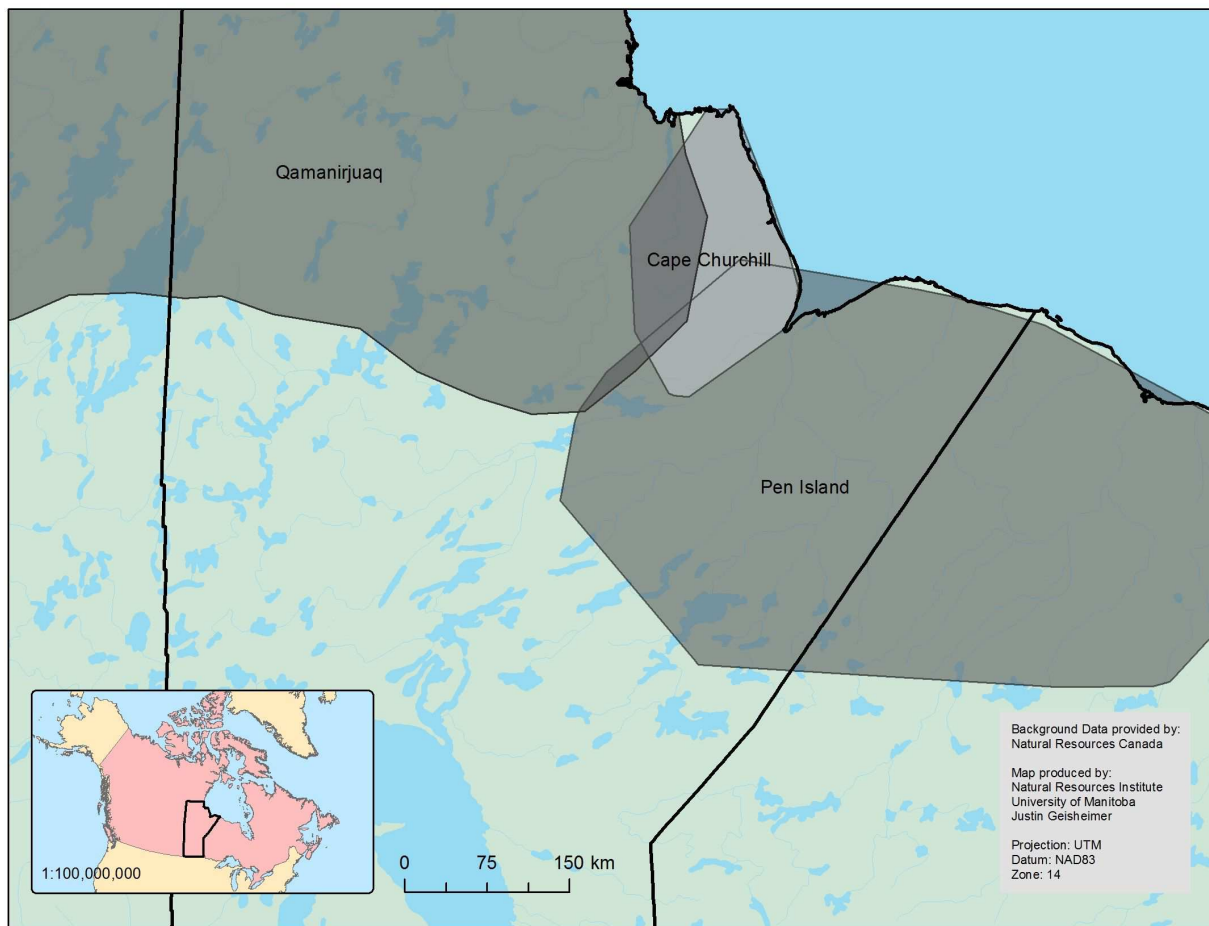 Qamanirjuaq
Cape Churchill
Pen Island
Background Data provided by:
Natural Resources Canada
Map produced by:
Natural Resources Institute
University of Manitoba
Justin Geisheimer
Projection: UTM
Datum: NAD83
Zone: 14
1:100,000,000
0 75 150 km